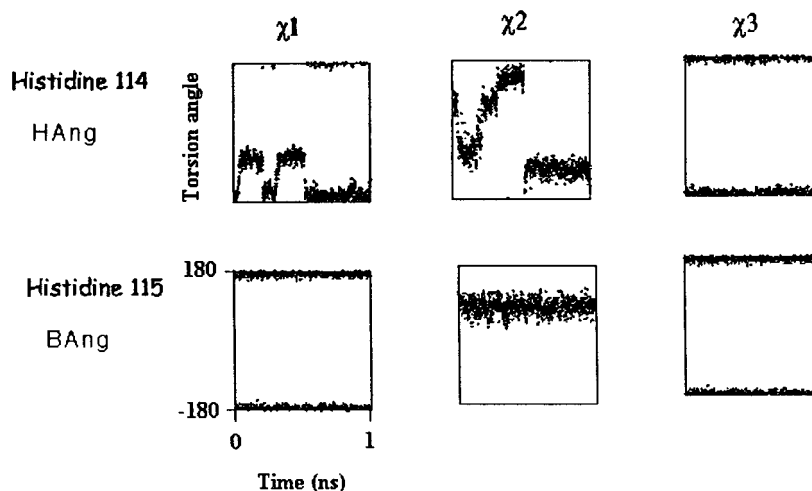 χ1 χ2 χ3
Histidine 114
HAng
Torsion angle
Histidine 115
BAng
180
-180
0 1
Time (ns)